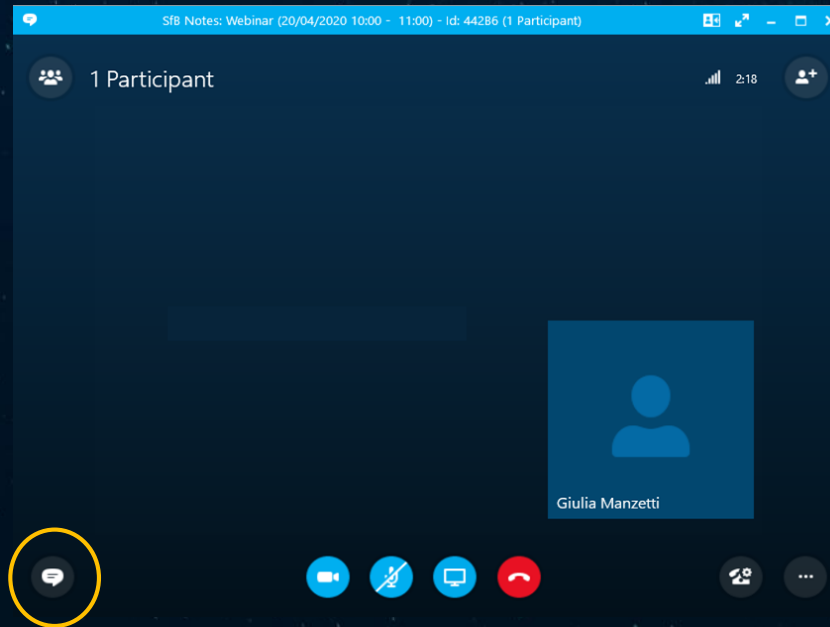 SfB Notes: Webinar (20/04/2020 10:00 - 11:00) - Id: 44286 (1 Participant)
1 Participant
2:18
Giulia Manzetti